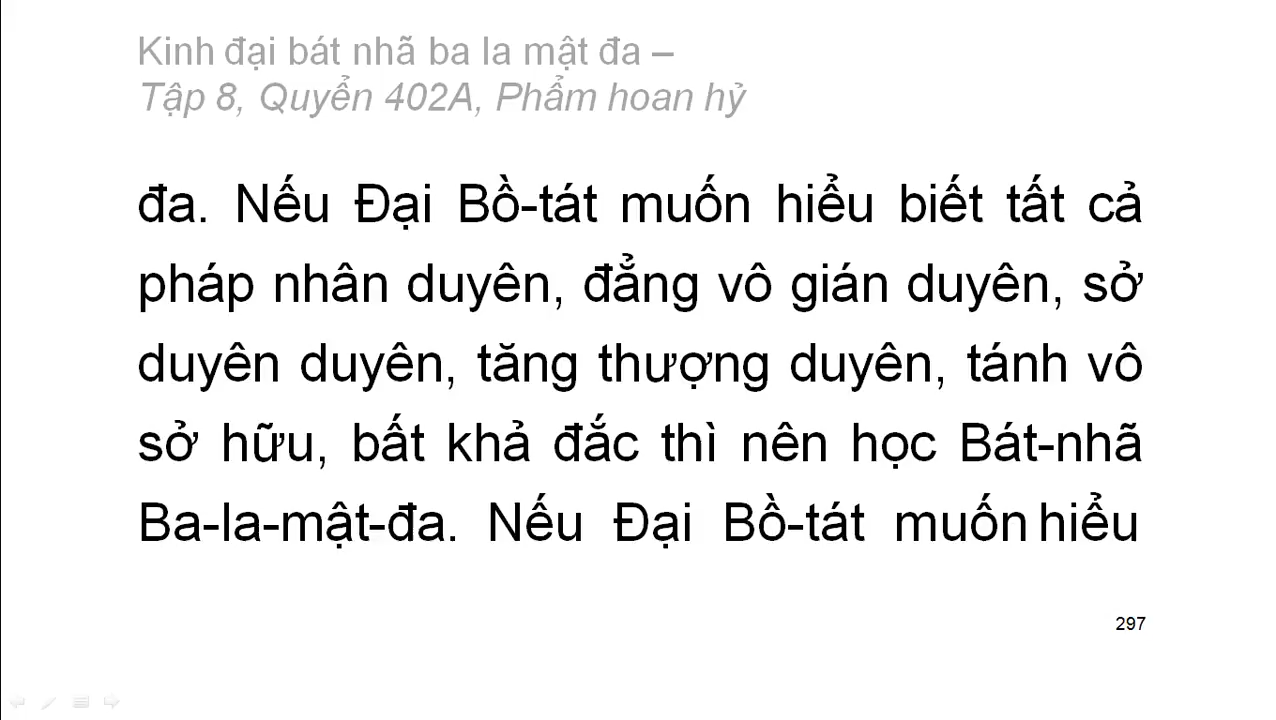 Kinh đại bát nhã ba la mật đa –
Tập 8, Quyển 402A, Phẩm hoan hỷ
đa. Nếu Đại Bồ-tát muốn hiểu biết tất cả
pháp nhân duyên, đẳng vô gián duyên, sở
duyên duyên, tăng thượng duyên, tánh vô
sở hữu, bất khả đắc thì nên học Bát-nhã
Ba-la-mật-đa. Nếu Đại Bồ-tát muốn hiểu
297